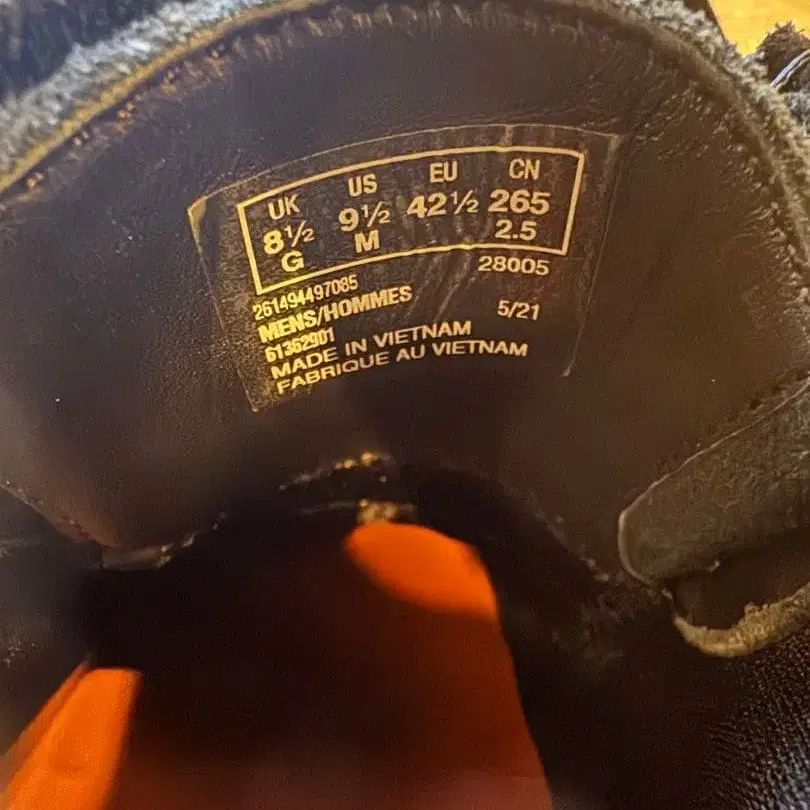 UK US EU CN
8½ 9½ 42½ 265
G M 2.5
261494497085 28005
MENS/HOMMES 5/21
61362901
MADE IN VIETNAM
FABRIQUE AU VIETNAM